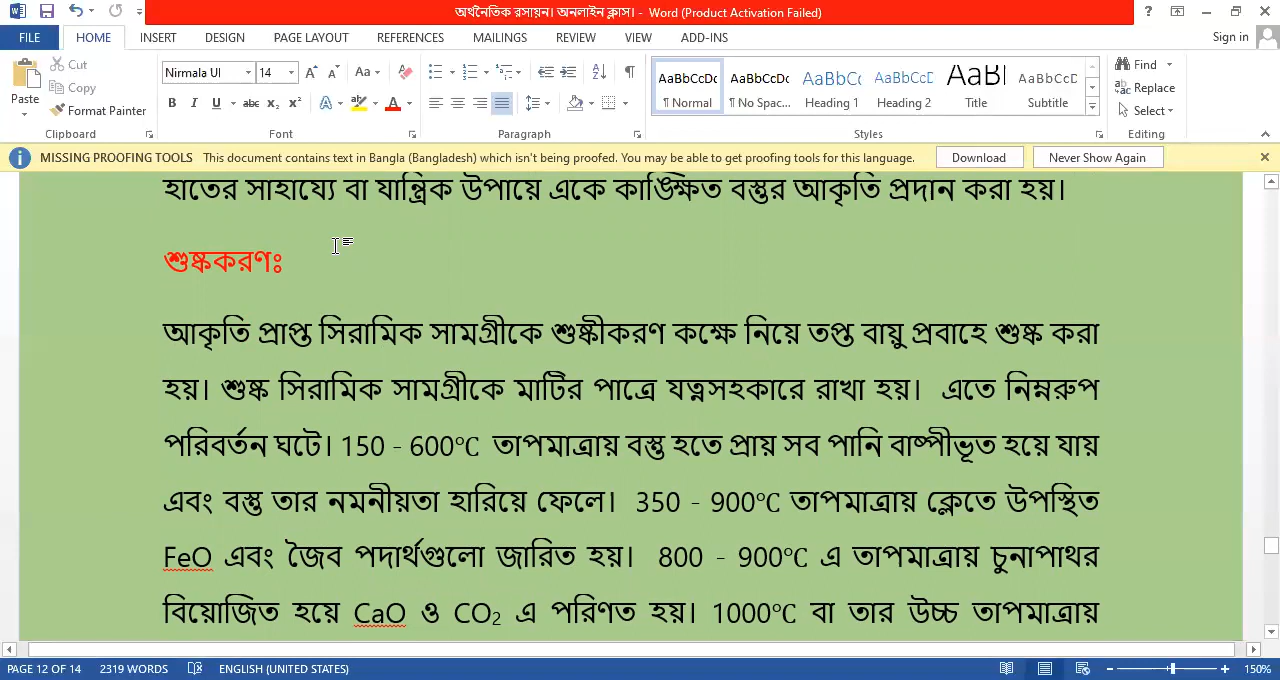 অর্থনৈতিক রসায়ন। অনলাইন ক্লাস। - Word (Product Activation Failed)
FILE HOME INSERT DESIGN PAGE LAYOUT REFERENCES MAILINGS REVIEW VIEW ADD-INS Sign in
Cut
Copy
Format Painter
Paste
Nirmala UI 14
Aa
B I U abc x₂ x²
AaBbCcDc AaBbCcDc AaBbCc AaBbCcD AaBl AaBbCcD
¶ Normal ¶ No Spac... Heading 1 Heading 2 Title Subtitle
Find
Replace
Select
Clipboard Font Paragraph Styles Editing
MISSING PROOFING TOOLS This document contains text in Bangla (Bangladesh) which isn't being proofed. You may be able to get proofing tools for this language. Download Never Show Again
হাতের সাহায্যে বা যান্ত্রিক উপায়ে একে কাঙ্ক্ষিত বস্তুর আকৃতি প্রদান করা হয়।
শুষ্ককরণঃ
আকৃতি প্রাপ্ত সিরামিক সামগ্রীকে শুষ্কীকরণ কক্ষে নিয়ে তপ্ত বায়ু প্রবাহে শুষ্ক করা
হয়। শুষ্ক সিরামিক সামগ্রীকে মাটির পাত্রে যত্নসহকারে রাখা হয়। এতে নিম্নরুপ
পরিবর্তন ঘটে। 150 - 600°C তাপমাত্রায় বস্তু হতে প্রায় সব পানি বাষ্পীভূত হয়ে যায়
এবং বস্তু তার নমনীয়তা হারিয়ে ফেলে। 350 - 900°C তাপমাত্রায় ক্লেতে উপস্থিত
FeO এবং জৈব পদার্থগুলো জারিত হয়। 800 - 900°C এ তাপমাত্রায় চুনাপাথর
বিয়োজিত হয়ে CaO ও CO₂ এ পরিণত হয়। 1000°C বা তার উচ্চ তাপমাত্রায়
PAGE 12 OF 14 2319 WORDS ENGLISH (UNITED STATES) 150%